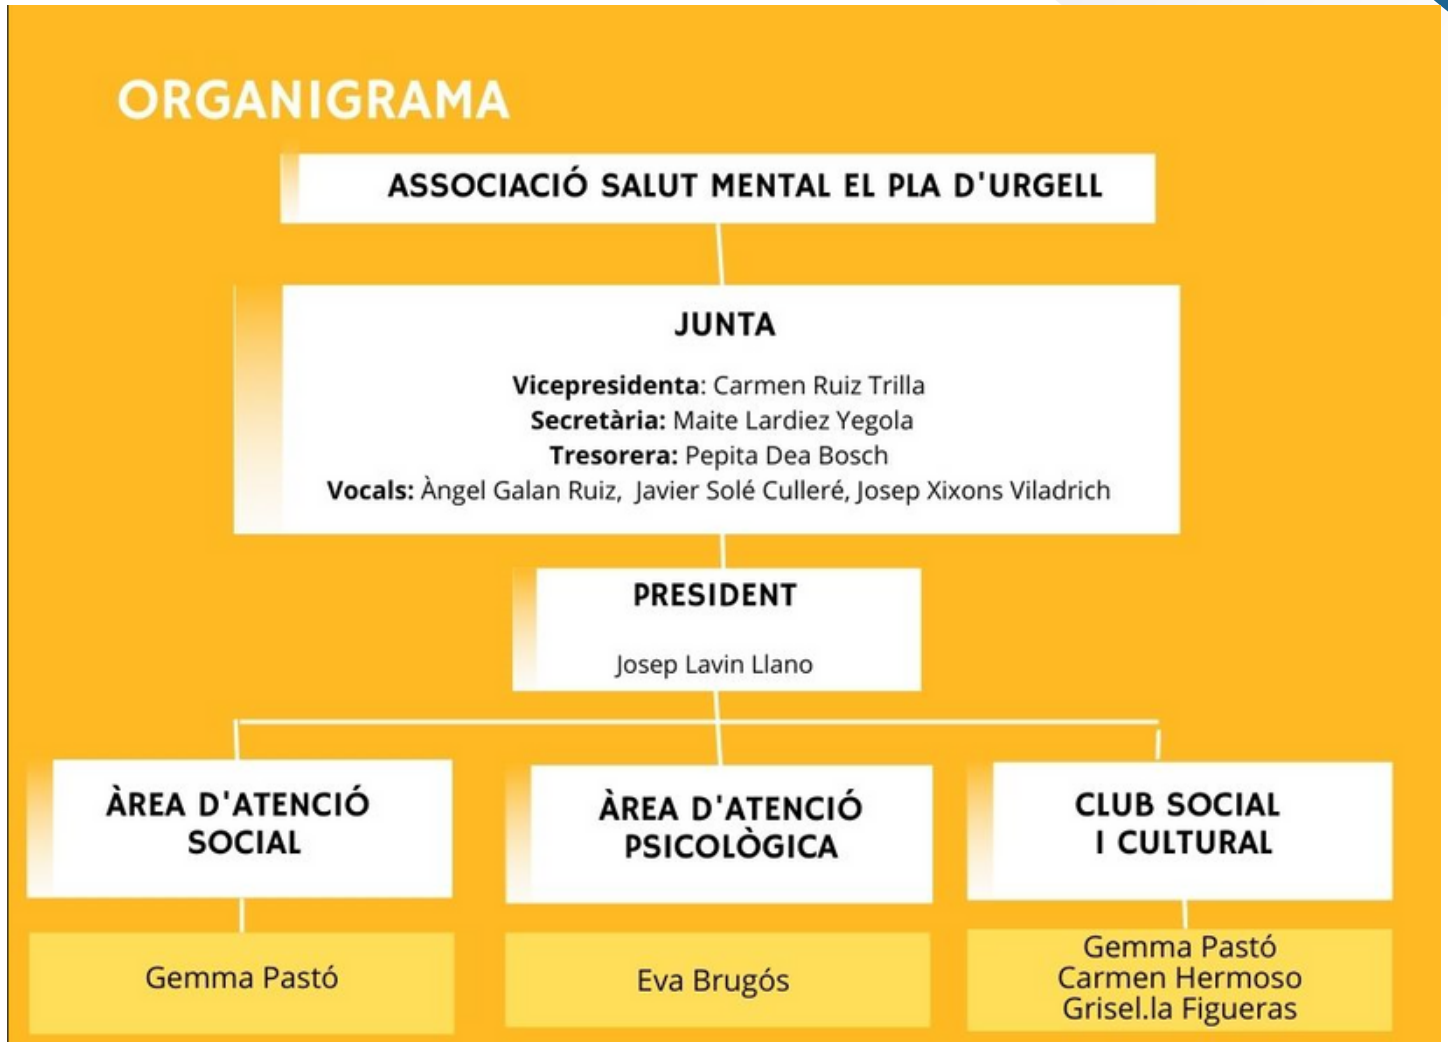 ORGANIGRAMA
ASSOCIACIÓ SALUT MENTAL EL PLA D'URGELL
JUNTA
Vicepresidenta: Carmen Ruiz Trilla
Secretària: Maite Lardiez Yegola
Tresorera: Pepita Dea Bosch
Vocals: Àngel Galan Ruiz, Javier Solé Culleré, Josep Xixons Viladrich
PRESIDENT
Josep Lavin Llano
ÀREA D'ATENCIÓ
SOCIAL
Gemma Pastó
ÀREA D'ATENCIÓ
PSICOLÒGICA
Eva Brugós
CLUB SOCIAL
I CULTURAL
Gemma Pastó
Carmen Hermoso
Grisel.la Figueras